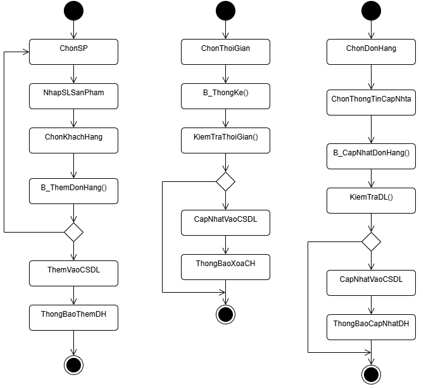 ChonSP
NhapSLSanPham
ChonKhachHang
B_ThemDonHang()
ThemVaoCSDL
ThongBaoThemDH
ChonThoiGian
B_ThongKe()
KiemTraThoiGian()
CapNhatVaoCSDL
ThongBaoXoaCH
ChonDonHang
ChonThongTinCapNhta
B_CapNhatDonHang()
KiemTraDL()
CapNhatVaoCSDL
ThongBaoCapNhatDH